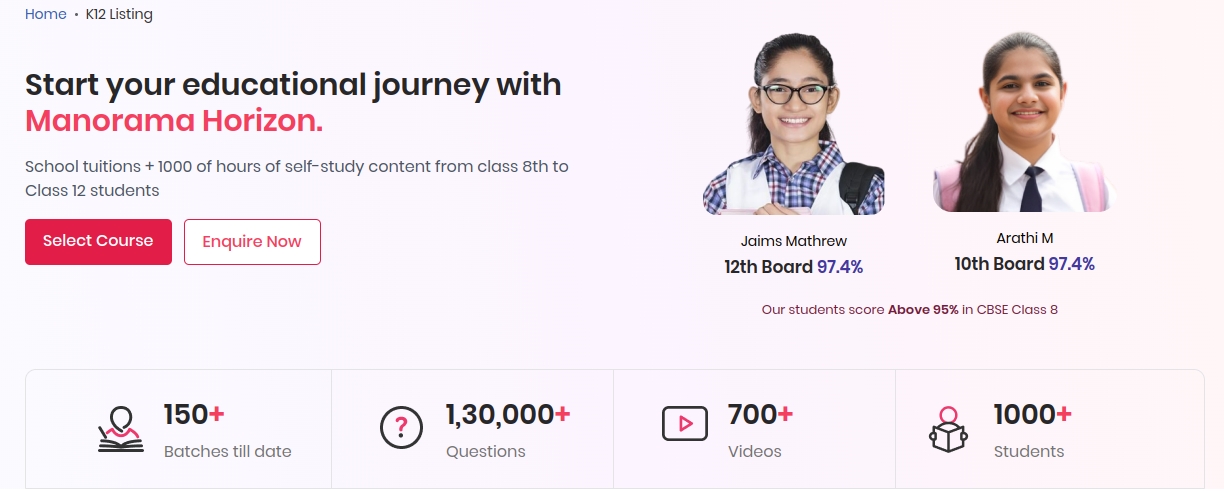 Home • K12 Listing
Start your educational journey with
Manorama Horizon.
School tuitions + 1000 of hours of self-study content from class 8th to
Class 12 students
Select Course
Enquire Now
Jaims Mathrew
12th Board 97.4%
Arathi M
10th Board 97.4%
Our students score Above 95% in CBSE Class 8
150+
Batches till date
1,30,000+
Questions
700+
Videos
1000+
Students